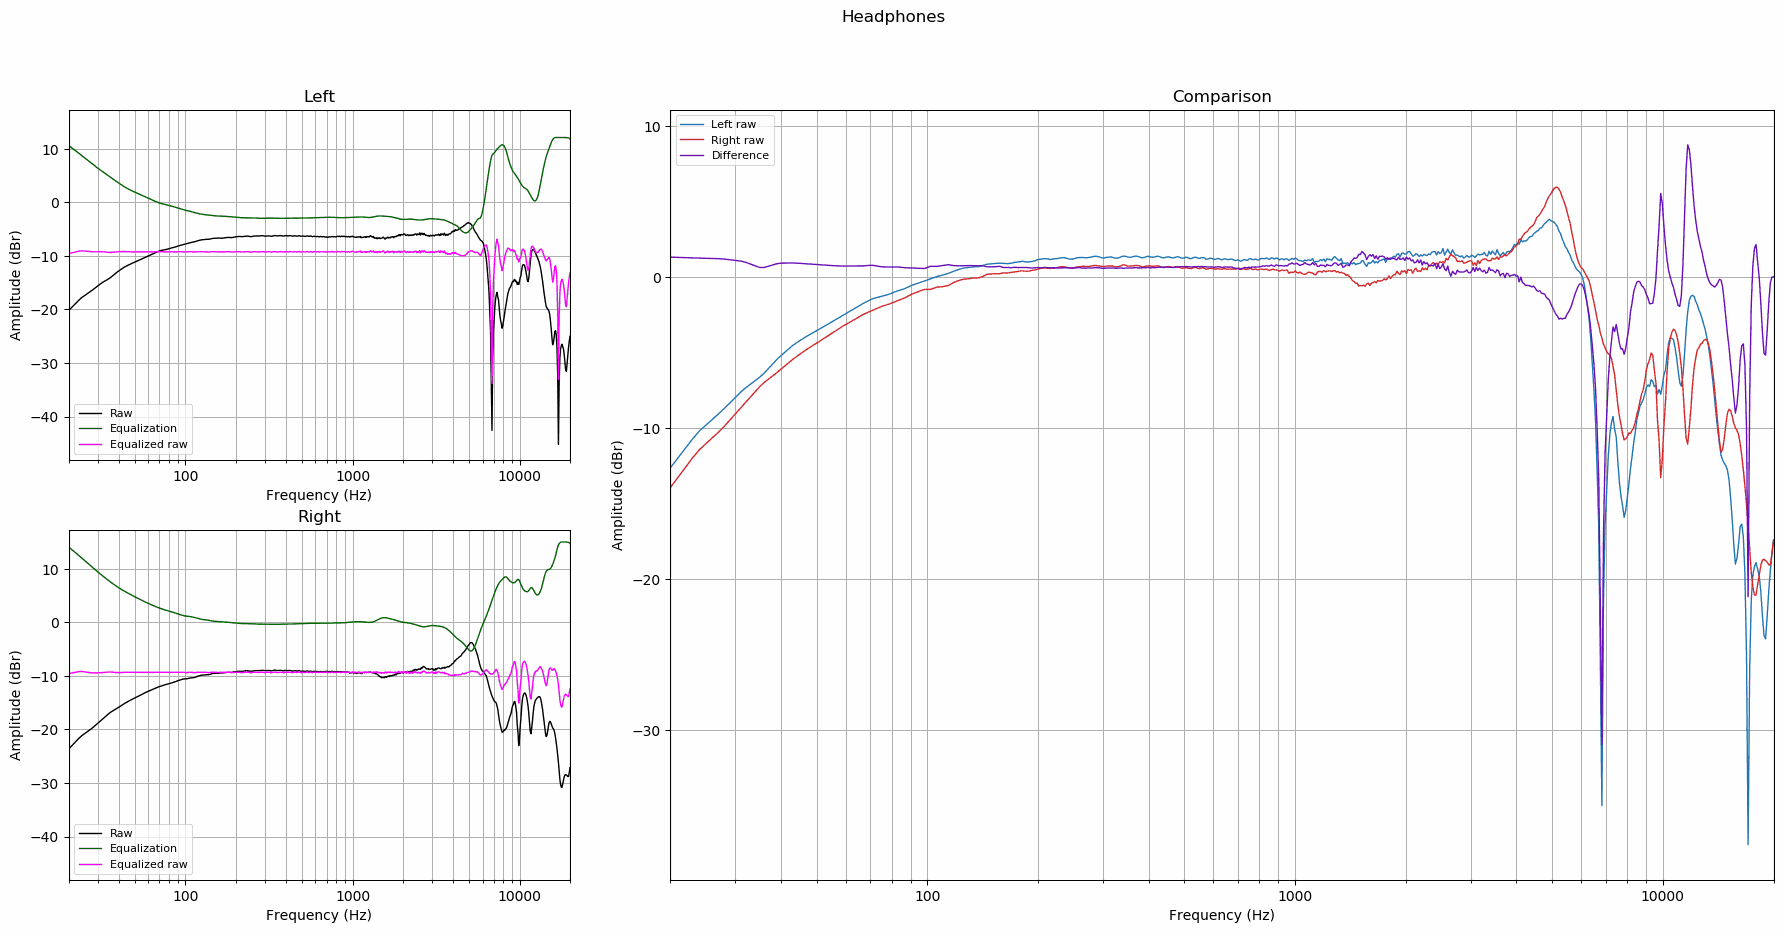 Headphones
Left
Amplitude (dBr)
10
0
−10
−20
−30
−40
Raw
Equalization
Equalized raw
100
1000
10000
Frequency (Hz)
Right
Amplitude (dBr)
10
0
−10
−20
−30
−40
Raw
Equalization
Equalized raw
100
1000
10000
Frequency (Hz)
Comparison
Amplitude (dBr)
10
0
−10
−20
−30
Left raw
Right raw
Difference
100
1000
10000
Frequency (Hz)